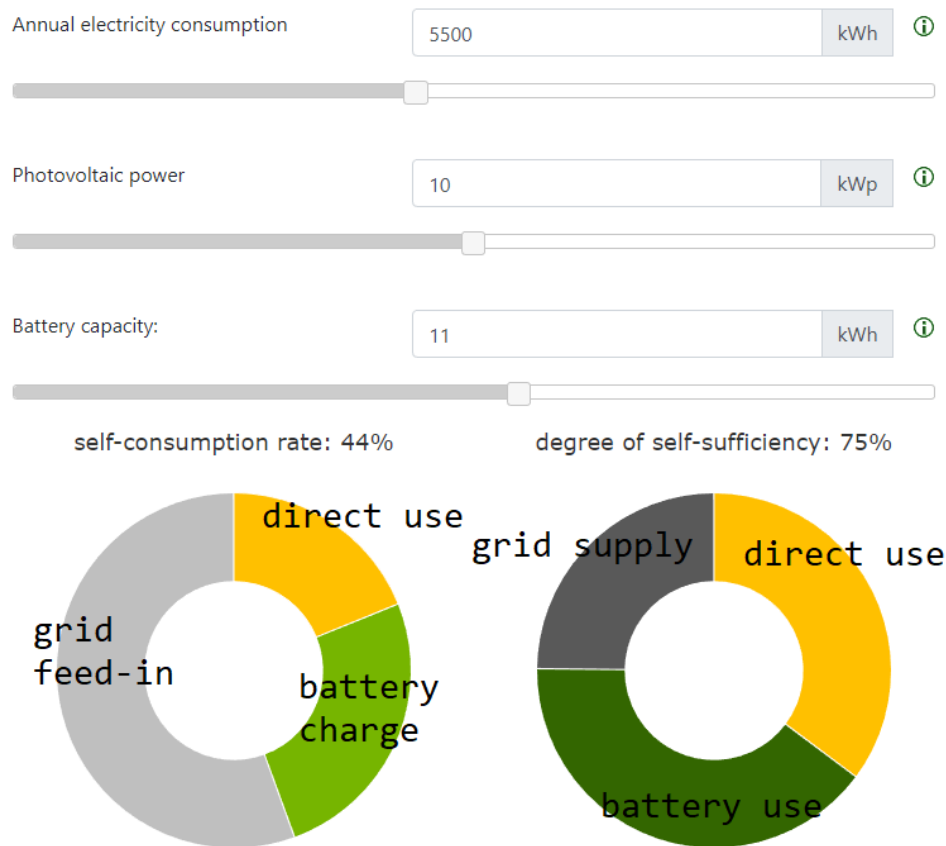 Annual electricity consumption
5500 kWh
Photovoltaic power
10 kWp
Battery capacity:
11 kWh
self-consumption rate: 44%
degree of self-sufficiency: 75%
direct use
grid
feed-in
battery
charge
grid supply
direct use
battery use